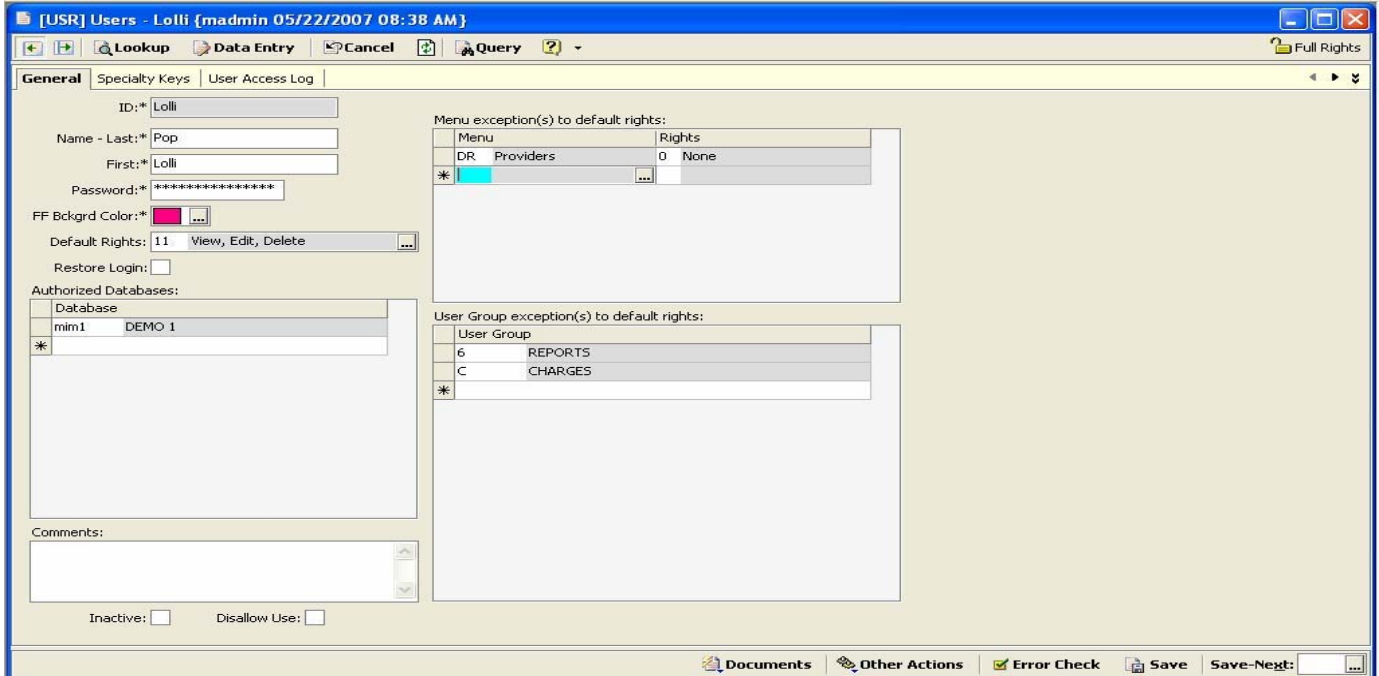 [USR] Users - Lolli {madmin 05/22/2007 08:38 AM}
Lookup Data Entry Cancel Query Full Rights
General Specialty Keys User Access Log
ID:* Lolli
Name - Last:* Pop
First:* Lolli
Password:* ***************
FF Bckgrd Color:* ...
Default Rights: 11 View, Edit, Delete ...
Restore Login:
Authorized Databases:
Database
mim1 DEMO 1
*
Comments:
Inactive: Disallow Use:
Menu exception(s) to default rights:
Menu Rights
DR Providers 0 None
* ...
User Group exception(s) to default rights:
User Group
6 REPORTS
C CHARGES
*
Documents Other Actions Error Check Save Save-Next: ...